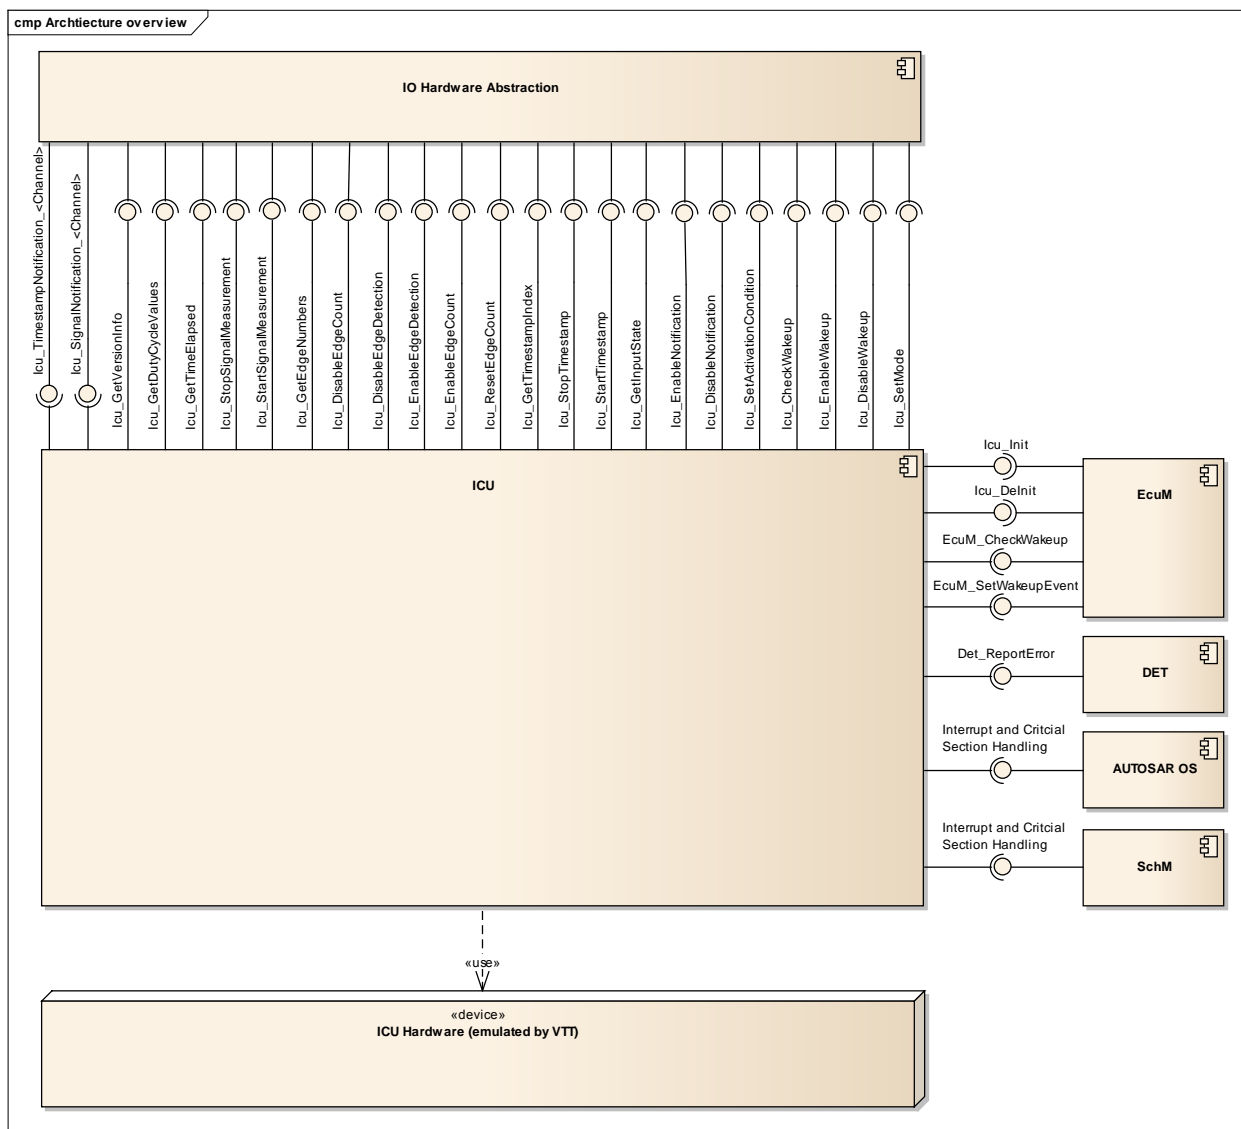 cmp Archtiecture overview
IO Hardware Abstraction
Icu_TimestampNotification_<Channel>
Icu_SignalNotification_<Channel>
Icu_GetVersionInfo
Icu_GetDutyCycleValues
Icu_GetTimeElapsed
Icu_StopSignalMeasurement
Icu_StartSignalMeasurement
Icu_GetEdgeNumbers
Icu_DisableEdgeCount
Icu_DisableEdgeDetection
Icu_EnableEdgeDetection
Icu_EnableEdgeCount
Icu_ResetEdgeCount
Icu_GetTimestampIndex
Icu_StopTimestamp
Icu_StartTimestamp
Icu_GetInputState
Icu_EnableNotification
Icu_DisableNotification
Icu_SetActivationCondition
Icu_CheckWakeup
Icu_EnableWakeup
Icu_DisableWakeup
Icu_SetMode
ICU
Icu_Init
Icu_DeInit
EcuM_CheckWakeup
EcuM_SetWakeupEvent
EcuM
Det_ReportError
DET
Interrupt and Critcial
Section Handling
AUTOSAR OS
Interrupt and Critcial
Section Handling
SchM
«use»
«device»
ICU Hardware (emulated by VTT)